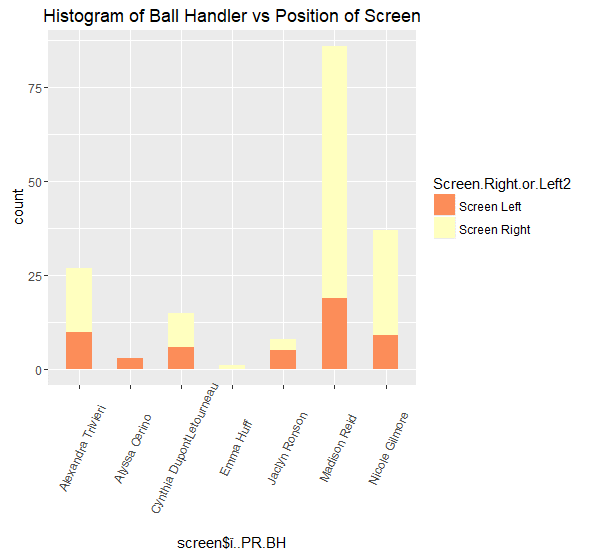 Histogram of Ball Handler vs Position of Screen
count
75
50
25
0
Alexandra Trivieri
Alyssa Cerino
Cynthia DupontLetourneau
Emma Huff
Jaclyn Ronson
Madison Reid
Nicole Gilmore
screen$ï..PR.BH
Screen.Right.or.Left2
Screen Left
Screen Right